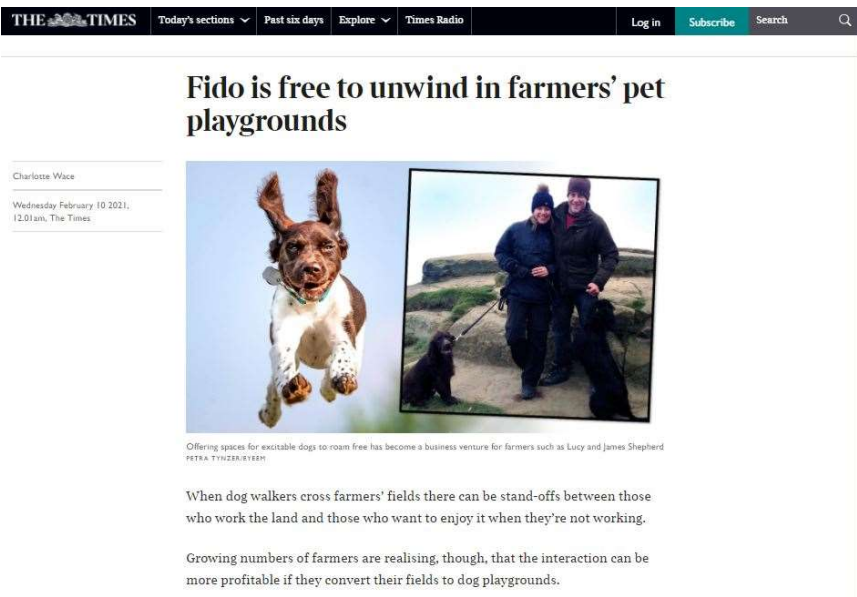 THE TIMES
Today's sections
Past six days
Explore
Times Radio
Log in
Subscribe
Search
Fido is free to unwind in farmers' pet
playgrounds
Charlotte Wace
Wednesday February 10 2021,
12.01am, The Times
Offering spaces for excitable dogs to roam free has become a business venture for farmers such as Lucy and James Shepherd
PETRA TYNZER/EYEEM
When dog walkers cross farmers' fields there can be stand-offs between those
who work the land and those who want to enjoy it when they're not working.
Growing numbers of farmers are realising, though, that the interaction can be
more profitable if they convert their fields to dog playgrounds.